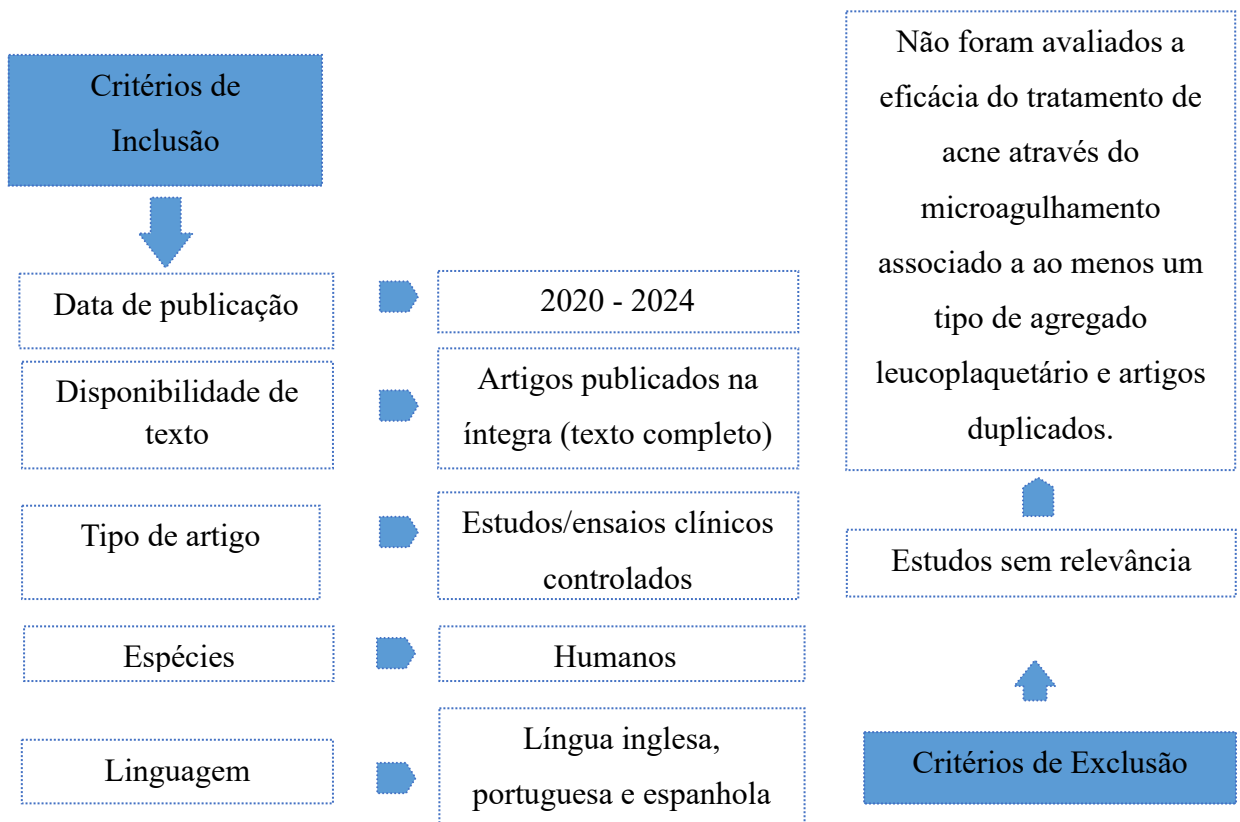 Critérios de
Inclusão
Data de publicação
2020 - 2024
Disponibilidade de
texto
Artigos publicados na
íntegra (texto completo)
Tipo de artigo
Estudos/ensaios clínicos
controlados
Espécies
Humanos
Linguagem
Língua inglesa,
portuguesa e espanhola
Não foram avaliados a
eficácia do tratamento de
acne através do
microagulhamento
associado a ao menos um
tipo de agregado
leucoplaquetário e artigos
duplicados.
Estudos sem relevância
Critérios de Exclusão